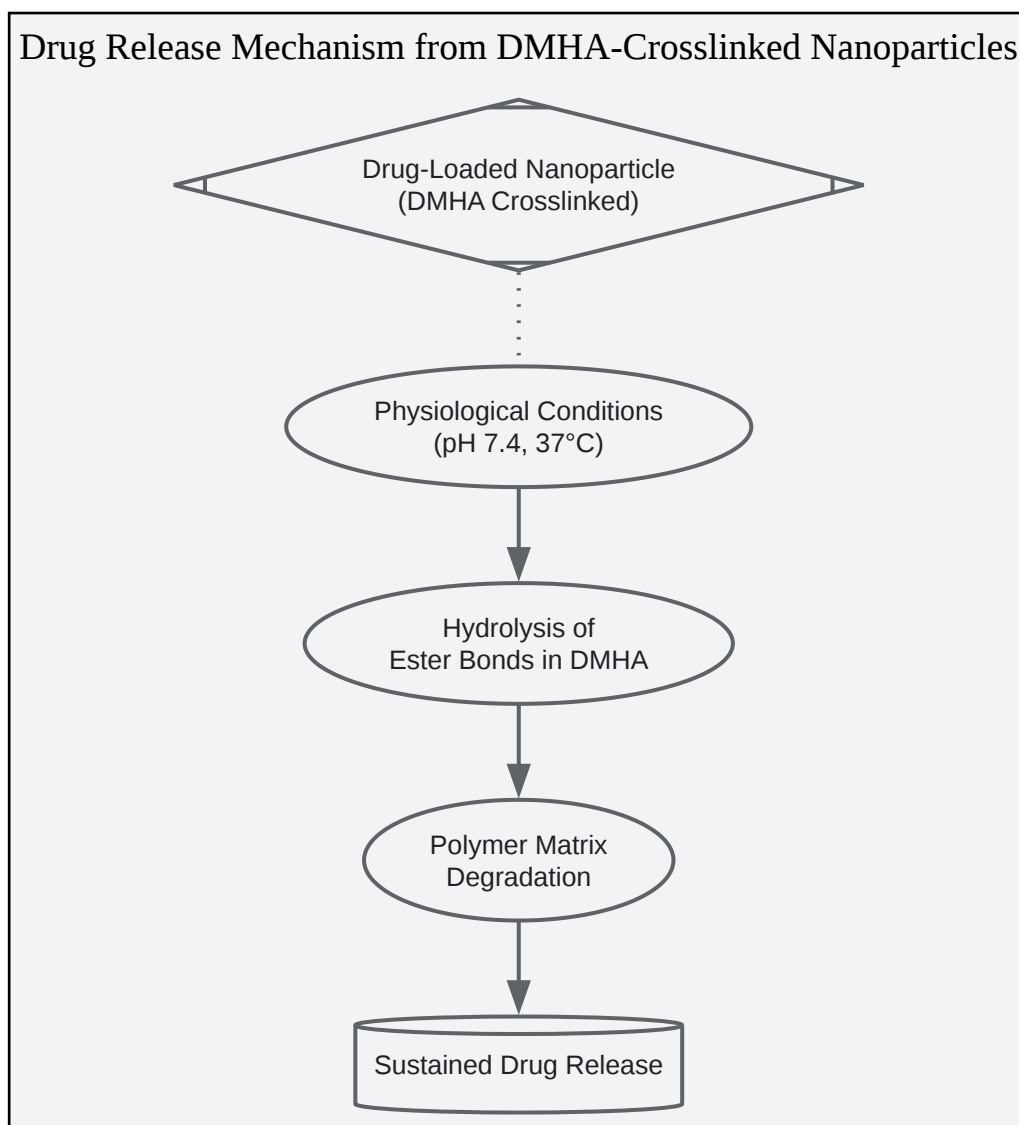 Drug Release Mechanism from DMHA-Crosslinked Nanoparticles
Drug-Loaded Nanoparticle
(DMHA Crosslinked)
Physiological Conditions
(pH 7.4, 37°C)
Hydrolysis of
Ester Bonds in DMHA
Polymer Matrix
Degradation
Sustained Drug Release